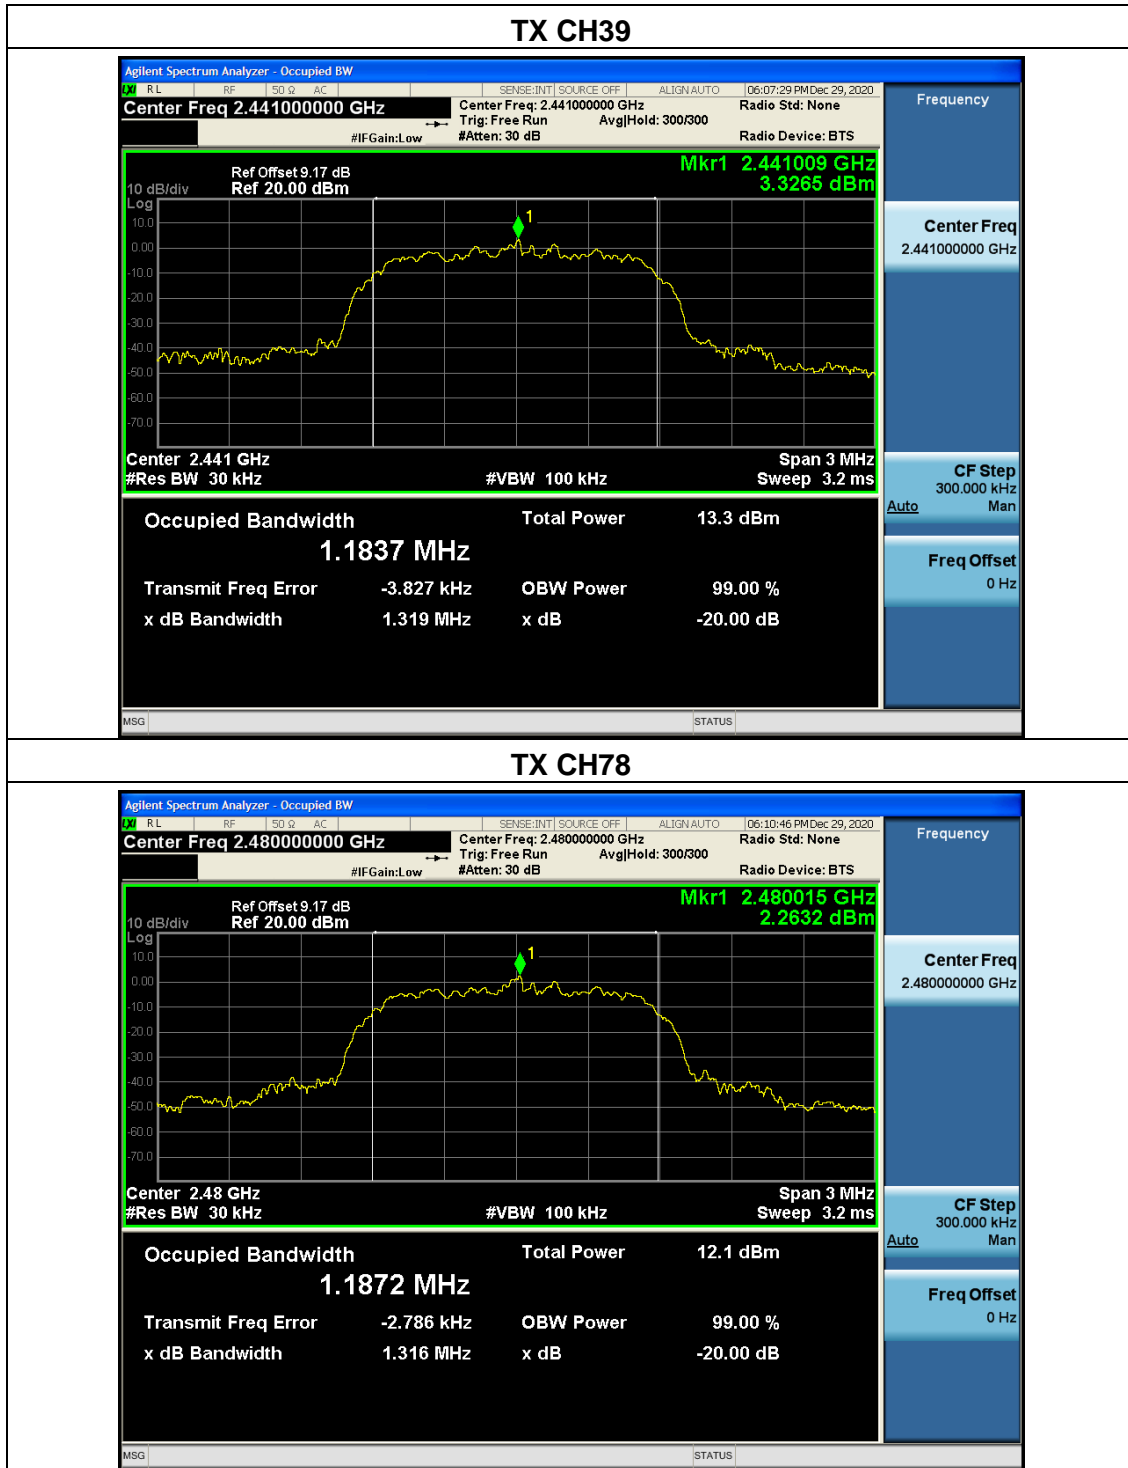 TX CH39
Agilent Spectrum Analyzer - Occupied BW
LXI RL RF 50 Ω AC SENSE:INT SOURCE OFF ALIGN AUTO 06:07:29 PM Dec 29, 2020
Center Freq 2.441000000 GHz
Center Freq: 2.441000000 GHz
Radio Std: None
Trig: Free Run Avg|Hold: 300/300
#IFGain:Low #Atten: 30 dB Radio Device: BTS
Frequency
Mkr1 2.441009 GHz
3.3265 dBm
Ref Offset 9.17 dB
10 dB/div Ref 20.00 dBm
Log
10.0
0.00
-10.0
-20.0
-30.0
-40.0
-50.0
-60.0
-70.0
1
Center 2.441 GHz Span 3 MHz
#Res BW 30 kHz #VBW 100 kHz Sweep 3.2 ms
Center Freq
2.441000000 GHz
CF Step
300.000 kHz
Auto Man
Freq Offset
0 Hz
Occupied Bandwidth Total Power 13.3 dBm
1.1837 MHz
Transmit Freq Error -3.827 kHz OBW Power 99.00 %
x dB Bandwidth 1.319 MHz x dB -20.00 dB
MSG STATUS
TX CH78
Agilent Spectrum Analyzer - Occupied BW
LXI RL RF 50 Ω AC SENSE:INT SOURCE OFF ALIGN AUTO 06:10:46 PM Dec 29, 2020
Center Freq 2.480000000 GHz
Center Freq: 2.480000000 GHz
Radio Std: None
Trig: Free Run Avg|Hold: 300/300
#IFGain:Low #Atten: 30 dB Radio Device: BTS
Frequency
Mkr1 2.480015 GHz
2.2632 dBm
Ref Offset 9.17 dB
10 dB/div Ref 20.00 dBm
Log
10.0
0.00
-10.0
-20.0
-30.0
-40.0
-50.0
-60.0
-70.0
1
Center 2.48 GHz Span 3 MHz
#Res BW 30 kHz #VBW 100 kHz Sweep 3.2 ms
Center Freq
2.480000000 GHz
CF Step
300.000 kHz
Auto Man
Freq Offset
0 Hz
Occupied Bandwidth Total Power 12.1 dBm
1.1872 MHz
Transmit Freq Error -2.786 kHz OBW Power 99.00 %
x dB Bandwidth 1.316 MHz x dB -20.00 dB
MSG STATUS